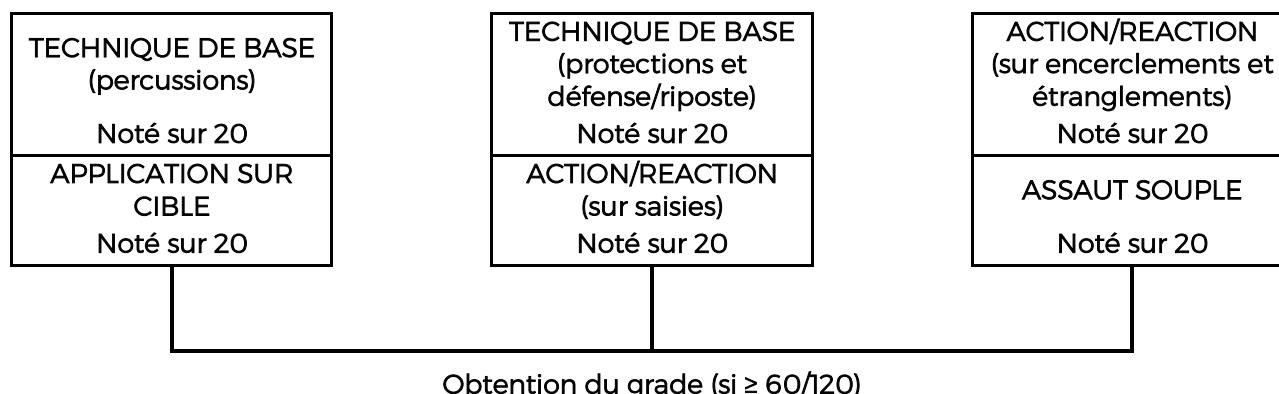 TECHNIQUE DE BASE
(percussions)
Noté sur 20
APPLICATION SUR
CIBLE
Noté sur 20
TECHNIQUE DE BASE
(protections et
défense/riposte)
Noté sur 20
ACTION/REACTION
(sur saisies)
Noté sur 20
ACTION/REACTION
(sur encerclements et
étranglements)
Noté sur 20
ASSAUT SOUPLE
Noté sur 20
Obtention du grade (si ≥ 60/120)